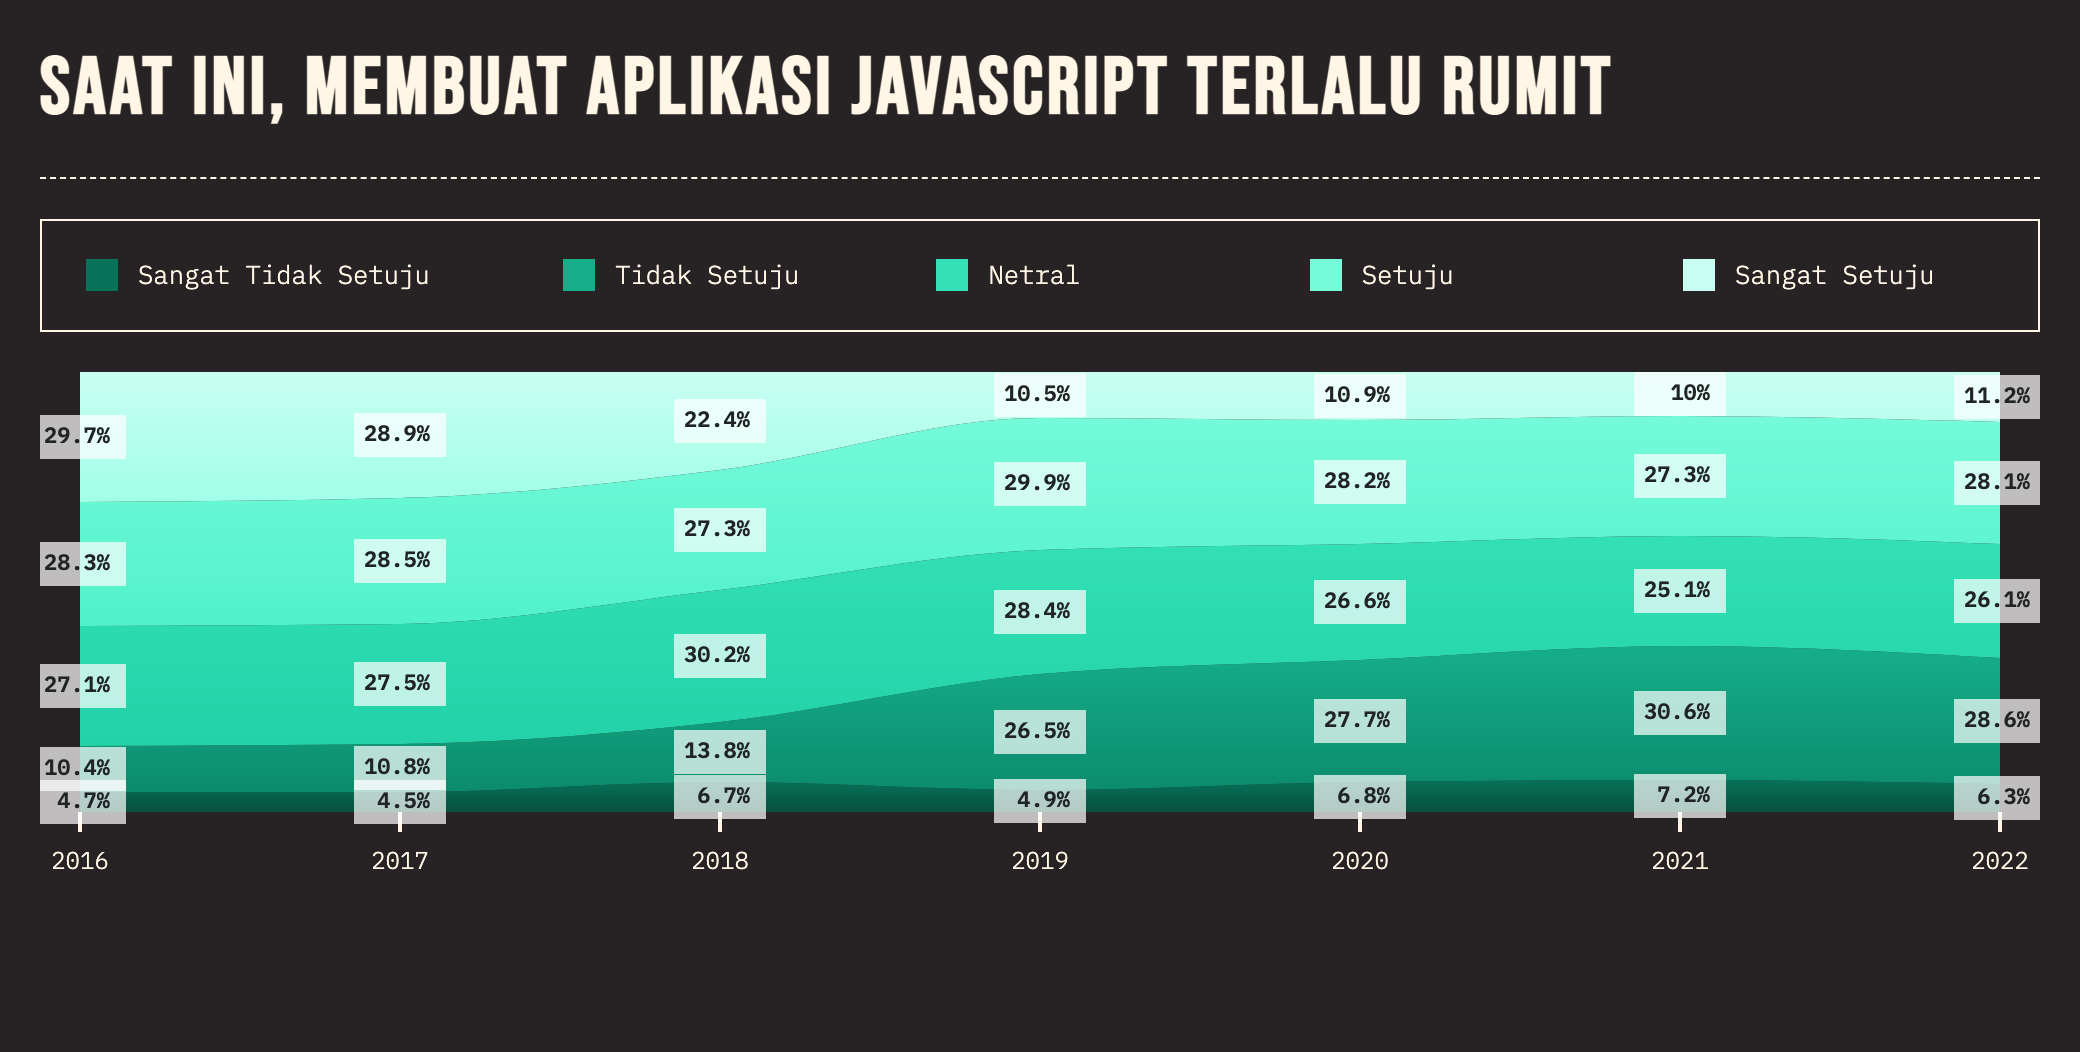 SAAT INI, MEMBUAT APLIKASI JAVASCRIPT TERLALU RUMIT
Sangat Tidak Setuju Tidak Setuju Netral Setuju Sangat Setuju
29.7% 28.9% 22.4% 10.5% 10.9% 10% 11.2%
28.3% 28.5% 27.3% 29.9% 28.2% 27.3% 28.1%
27.1% 27.5% 30.2% 28.4% 26.6% 25.1% 26.1%
10.4% 10.8% 13.8% 26.5% 27.7% 30.6% 28.6%
4.7% 4.5% 6.7% 4.9% 6.8% 7.2% 6.3%
2016 2017 2018 2019 2020 2021 2022